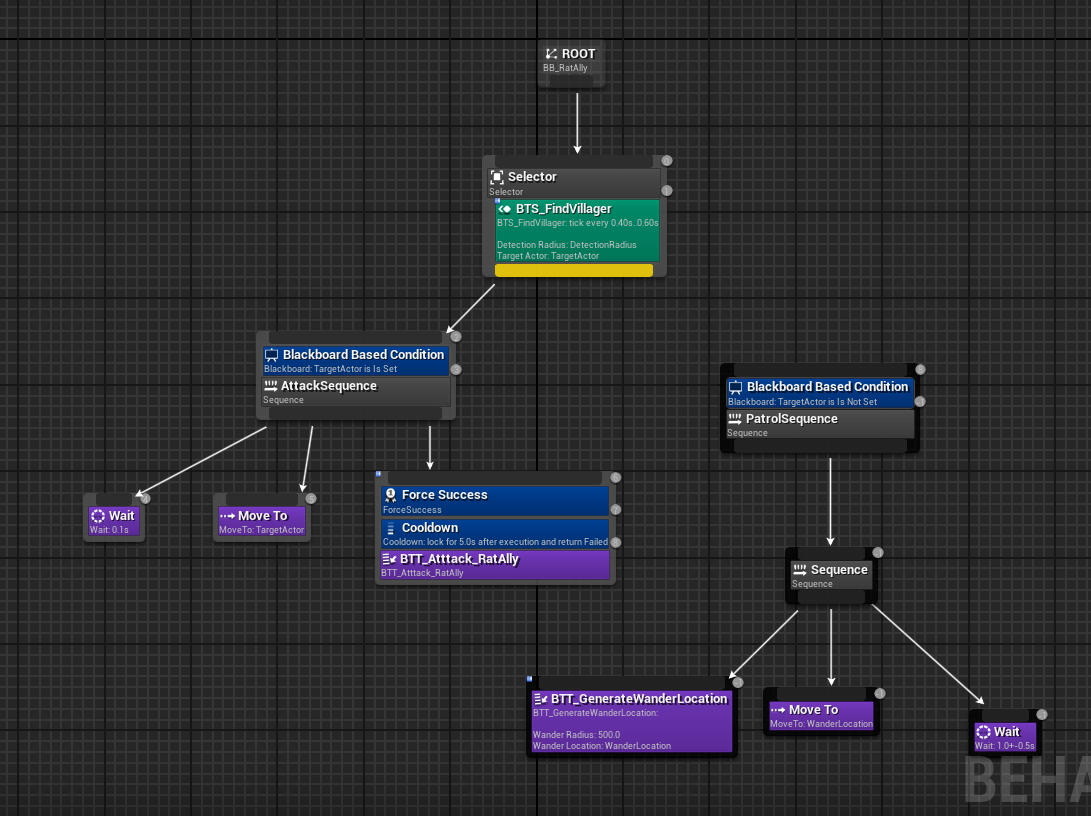 ROOT
BB_RatAlly
Selector
Selector
BTS_FindVillager
BTS_FindVillager: tick every 0.40s..0.60s
Detection Radius: DetectionRadius
Target Actor: TargetActor
Blackboard Based Condition
Blackboard: TargetActor is Is Set
AttackSequence
Sequence
Blackboard Based Condition
Blackboard: TargetActor is Is Not Set
PatrolSequence
Sequence
Wait
Wait: 0.1s
Move To
MoveTo: TargetActor
Force Success
ForceSuccess
Cooldown
Cooldown: lock for 5.0s after execution and return Failed
BTT_Atttack_RatAlly
BTT_Atttack_RatAlly
Sequence
Sequence
BTT_GenerateWanderLocation
BTT_GenerateWanderLocation:
Wander Radius: 500.0
Wander Location: WanderLocation
Move To
MoveTo: WanderLocation
Wait
Wait: 1.0+-0.5s
BEHA